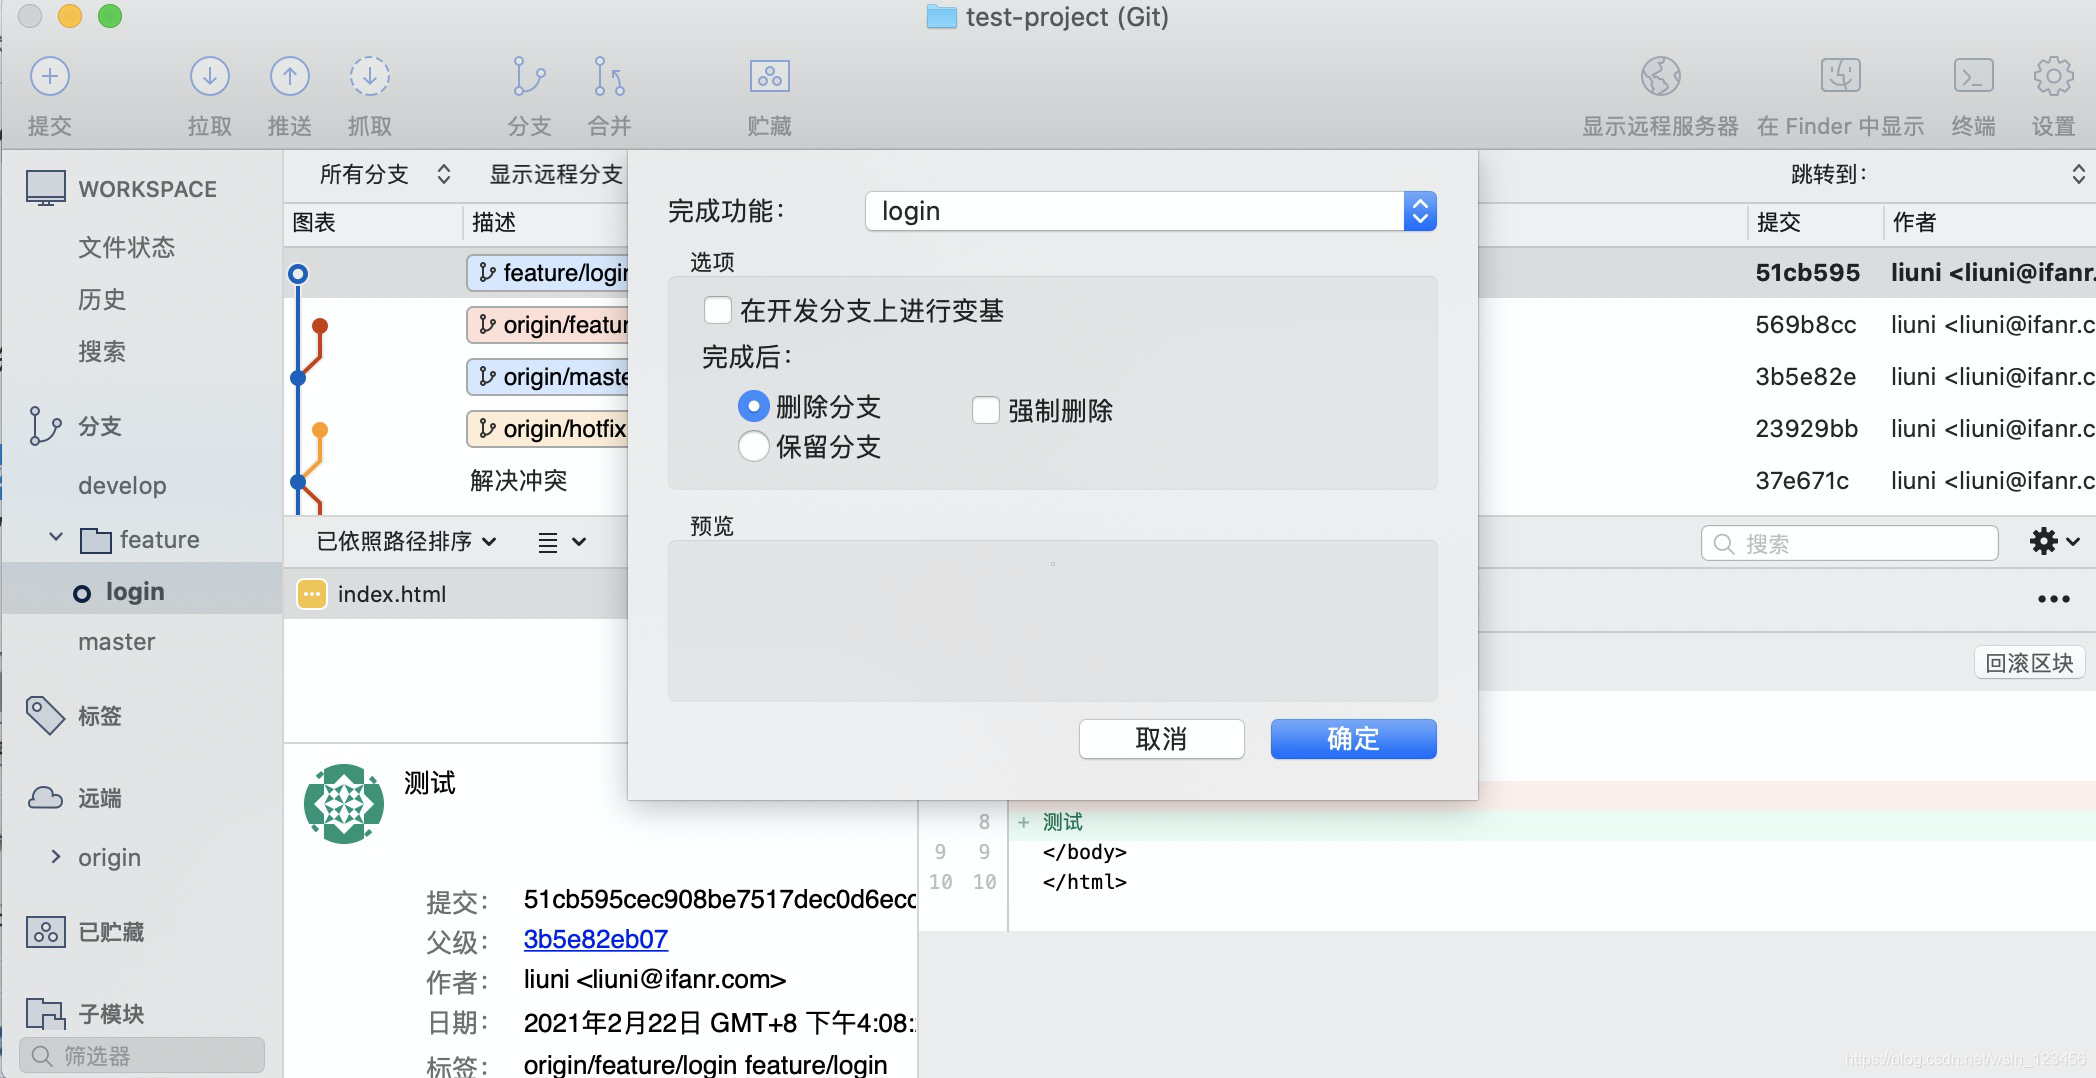 test-project (Git)
提交
拉取
推送
抓取
分支
合并
贮藏
显示远程服务器
在 Finder 中显示
终端
设置
WORKSPACE
文件状态
历史
搜索
分支
develop
feature
login
master
标签
远端
origin
已贮藏
子模块
筛选器
所有分支
显示远程分支
跳转到：
图表
描述
提交
作者
feature/login
51cb595
liuni <liuni@ifanr.
origin/featur
569b8cc
liuni <liuni@ifanr.c
origin/maste
3b5e82e
liuni <liuni@ifanr.c
origin/hotfix
23929bb
liuni <liuni@ifanr.c
解决冲突
37e671c
liuni <liuni@ifanr.c
完成功能：
login
选项
在开发分支上进行变基
完成后：
删除分支
强制删除
保留分支
预览
取消
确定
已依照路径排序
搜索
index.html
回滚区块
测试
提交：
51cb595cec908be7517dec0d6ecc
父级：
3b5e82eb07
作者：
liuni <liuni@ifanr.com>
日期：
2021年2月22日 GMT+8 下午4:08:
标签：
origin/feature/login feature/login
8 + 测试
9 9 </body>
10 10 </html>
https://blog.csdn.net/wsln_123456